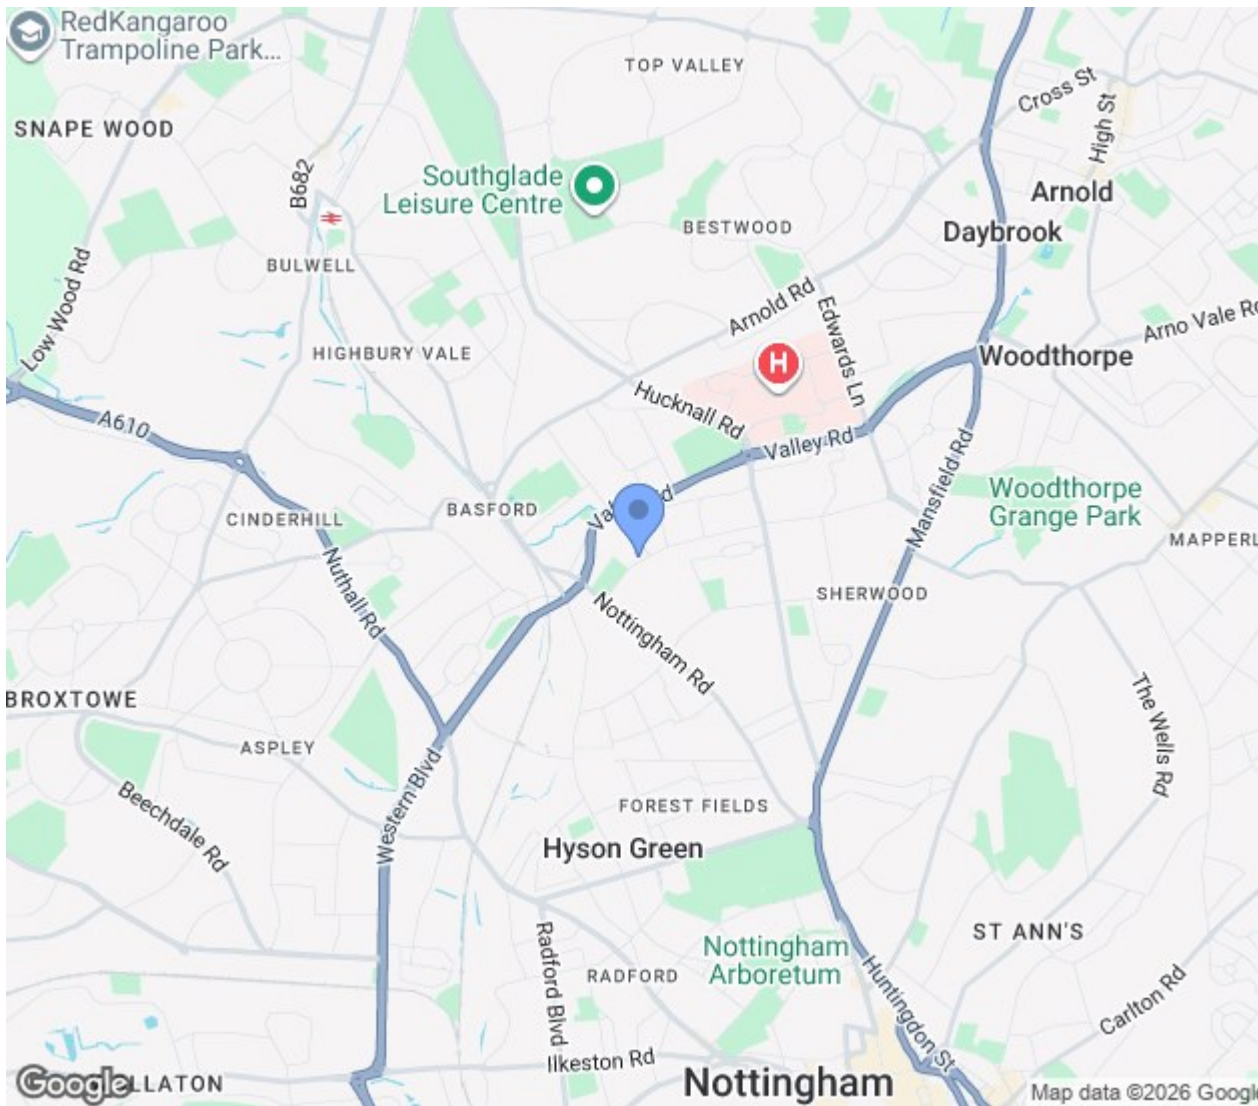 RedKangaroo
Trampoline Park...
TOP VALLEY
Cross St
High St
SNAPE WOOD
B682
Southglade
Leisure Centre
Arnold
BESTWOOD
Daybrook
BULWELL
Low Wood Rd
Arnold Rd
Edwards Ln
Arno Vale Rd
HIGHBURY VALE
H
Woodthorpe
Hucknall Rd
A610
Valley Rd
Mansfield Rd
Woodthorpe
Grange Park
BASFORD
CINDERHILL
MAPPERL
Nuthall Rd
SHERWOOD
Nottingham Rd
BROXTOWE
The Wells Rd
ASPLEY
Western Blvd
Beechdale Rd
FOREST FIELDS
Hyson Green
ST ANN'S
Nottingham
Arboretum
Radford Blvd
RADFORD
Huntingdon St
Carlton Rd
Ilkeston Rd
Google
LLATON
Nottingham
Map data ©2026 Google